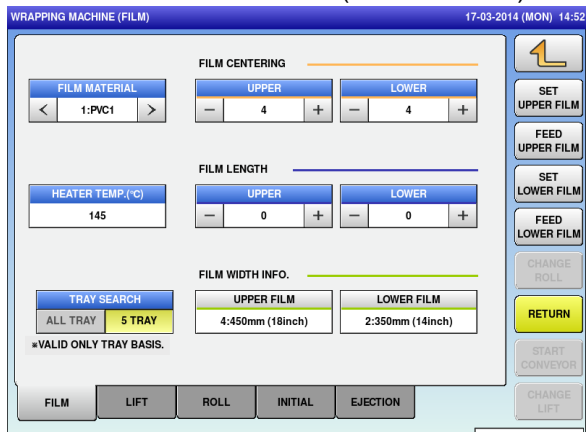 WRAPPING MACHINE (FILM) 17-03-2014 (MON) 14:52
FILM CENTERING
FILM MATERIAL UPPER LOWER
< 1:PVC1 > − 4 + − 4 +
FILM LENGTH
HEATER TEMP.(°C) UPPER LOWER
145 − 0 + − 0 +
FILM WIDTH INFO.
TRAY SEARCH UPPER FILM LOWER FILM
ALL TRAY 5 TRAY 4:450mm (18inch) 2:350mm (14inch)
*VALID ONLY TRAY BASIS.
FILM LIFT ROLL INITIAL EJECTION
SET
UPPER FILM
FEED
UPPER FILM
SET
LOWER FILM
FEED
LOWER FILM
CHANGE
ROLL
RETURN
START
CONVEYOR
CHANGE
LIFT